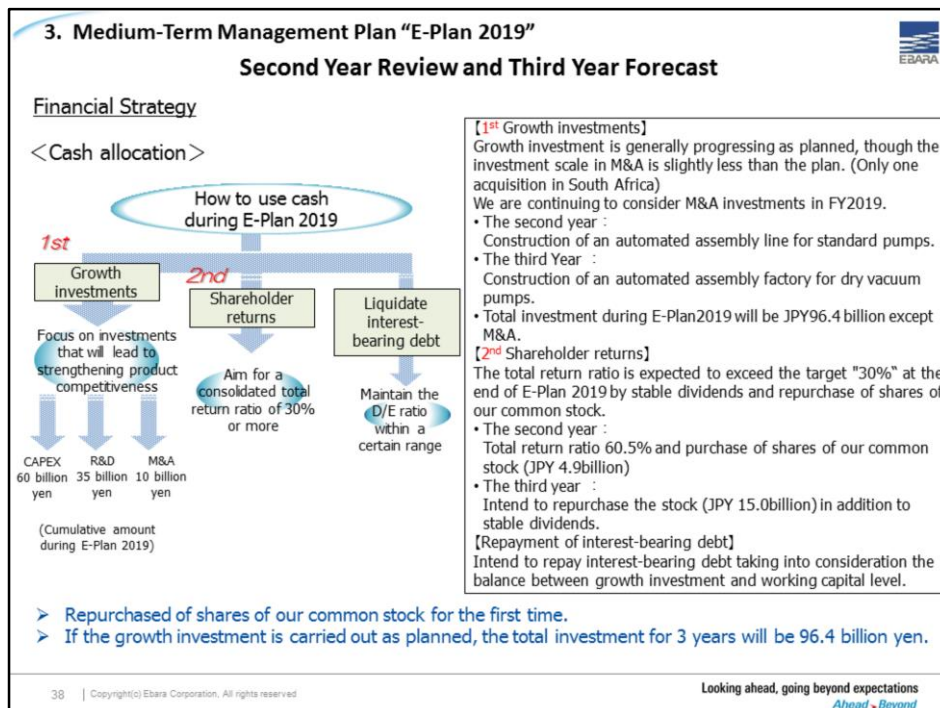 3. Medium-Term Management Plan “E-Plan 2019”
EBARA
Second Year Review and Third Year Forecast
Financial Strategy
＜Cash allocation＞
How to use cash
during E-Plan 2019
1st
Growth
investments
2nd
Shareholder
returns
Liquidate
interest-
bearing debt
Focus on investments
that will lead to
strengthening product
competitiveness
Aim for a
consolidated total
return ratio of 30%
or more
Maintain the
D/E ratio
within a
certain range
CAPEX
60 billion
yen
R&D
35 billion
yen
M&A
10 billion
yen
(Cumulative amount
during E-Plan 2019)
【1st Growth investments】
Growth investment is generally progressing as planned, though the
investment scale in M&A is slightly less than the plan. (Only one
acquisition in South Africa)
We are continuing to consider M&A investments in FY2019.
• The second year：
Construction of an automated assembly line for standard pumps.
• The third Year：
Construction of an automated assembly factory for dry vacuum
pumps.
• Total investment during E-Plan2019 will be JPY96.4 billion except
M&A.
【2nd Shareholder returns】
The total return ratio is expected to exceed the target "30%" at the
end of E-Plan 2019 by stable dividends and repurchase of shares of
our common stock.
• The second year：
Total return ratio 60.5% and purchase of shares of our common
stock (JPY 4.9billion)
• The third year ：
Intend to repurchase the stock (JPY 15.0billion) in addition to
stable dividends.
【Repayment of interest-bearing debt】
Intend to repay interest-bearing debt taking into consideration the
balance between growth investment and working capital level.
➢ Repurchased of shares of our common stock for the first time.
➢ If the growth investment is carried out as planned, the total investment for 3 years will be 96.4 billion yen.
38 | Copyright(c) Ebara Corporation, All rights reserved
Looking ahead, going beyond expectations
Ahead Beyond